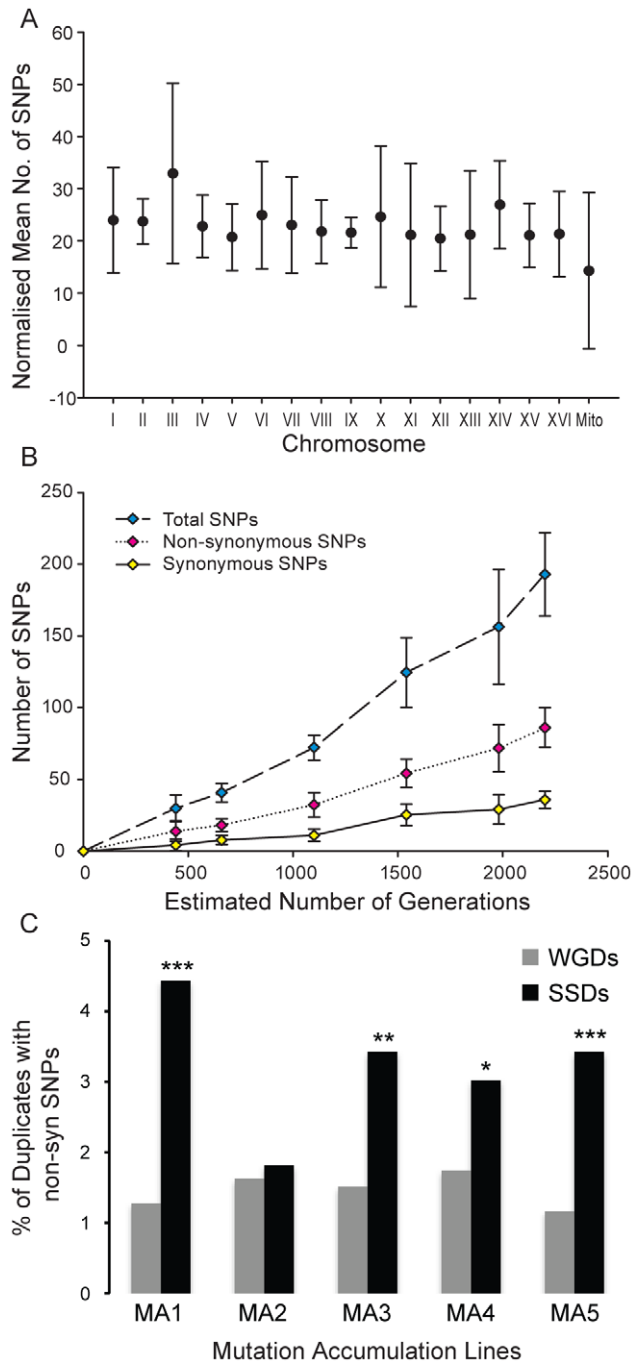 A
Normalised Mean No. of SNPs
60
50
40
30
20
10
0
-10
I II III IV V VI VII VIII IX X XI XII XIII XIV XV XVI Mito
Chromosome
B
Number of SNPs
250
200
150
100
50
0
Total SNPs
Non-synonymous SNPs
Synonymous SNPs
0 500 1000 1500 2000 2500
Estimated Number of Generations
C
% of Duplicates with
non-syn SNPs
5
4
3
2
1
0
WGDs
SSDs
***
**
*
***
MA1 MA2 MA3 MA4 MA5
Mutation Accumulation Lines